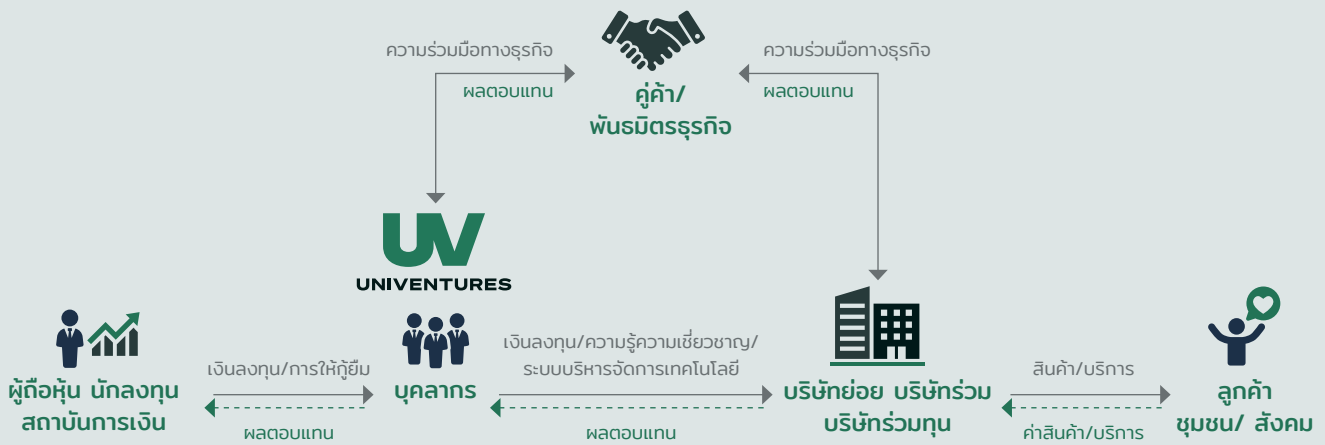 ความร่วมมือทางธุรกิจ
ผลตอบแทน
คู่ค้า/
พันธมิตรธุรกิจ
ความร่วมมือทางธุรกิจ
ผลตอบแทน
UV
UNIVENTURES
ผู้ถือหุ้น นักลงทุน
สถาบันการเงิน
เงินลงทุน/การให้กู้ยืม
ผลตอบแทน
บุคลากร
เงินลงทุน/ความรู้ความเชี่ยวชาญ/
ระบบบริหารจัดการเทคโนโลยี
ผลตอบแทน
บริษัทย่อย บริษัทร่วม
บริษัทร่วมทุน
สินค้า/บริการ
ค่าสินค้า/บริการ
ลูกค้า
ชุมชน/ สังคม